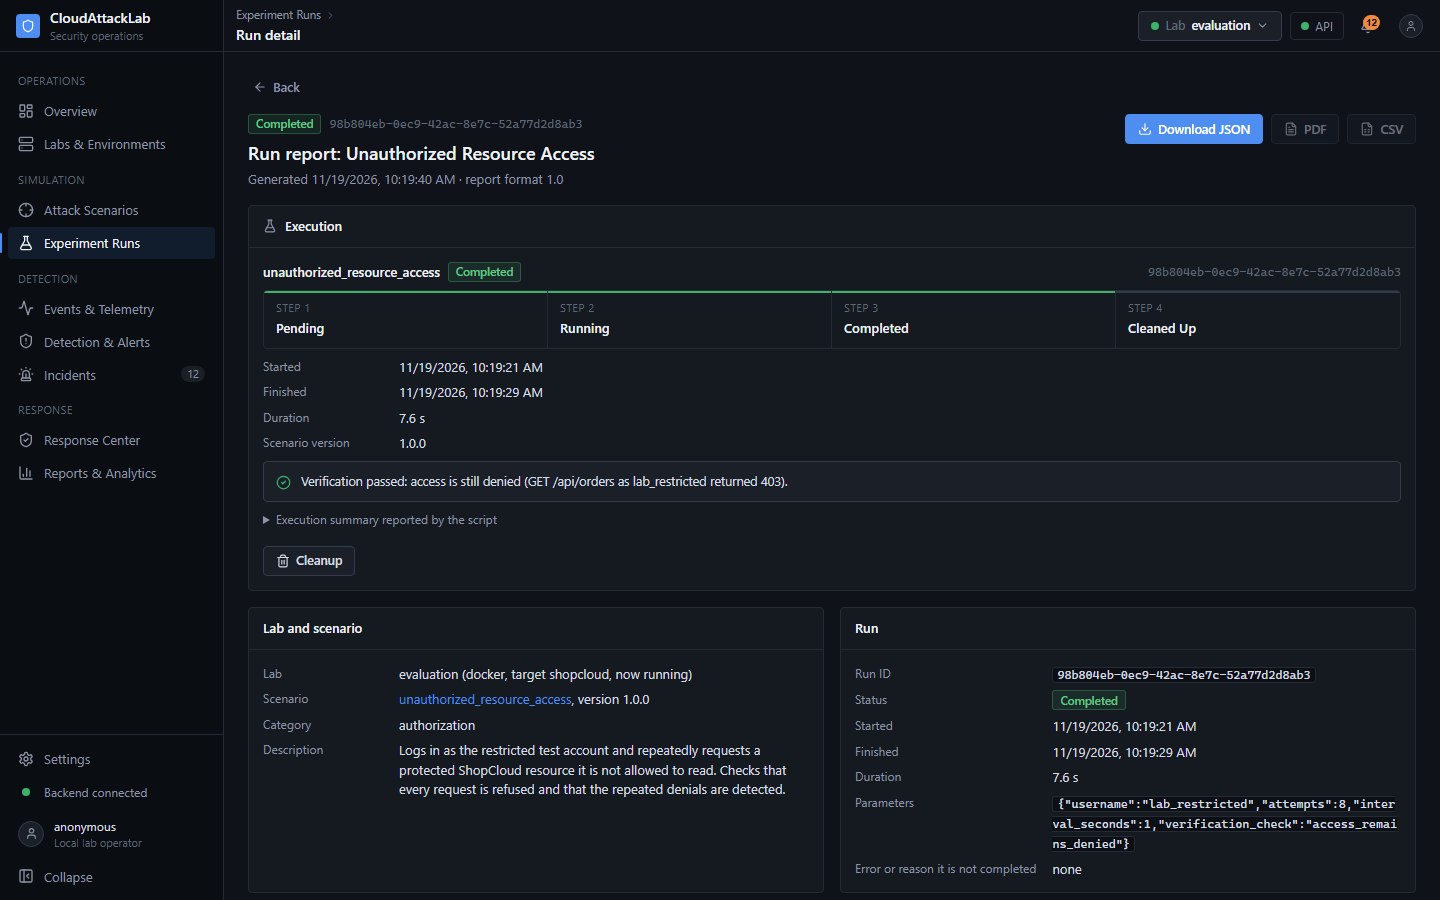 CloudAttackLab
Security operations
Experiment Runs
Run detail
Lab evaluation
API
12
OPERATIONS
Overview
Labs & Environments
SIMULATION
Attack Scenarios
Experiment Runs
DETECTION
Events & Telemetry
Detection & Alerts
Incidents 12
RESPONSE
Response Center
Reports & Analytics
Settings
Backend connected
anonymous
Local lab operator
Collapse
Back
Completed 98b804eb-0ec9-42ac-8e7c-52a77d2d8ab3
Run report: Unauthorized Resource Access
Generated 11/19/2026, 10:19:40 AM · report format 1.0
Download JSON
PDF
CSV
Execution
unauthorized_resource_access Completed 98b804eb-0ec9-42ac-8e7c-52a77d2d8ab3
STEP 1
Pending
STEP 2
Running
STEP 3
Completed
STEP 4
Cleaned Up
Started 11/19/2026, 10:19:21 AM
Finished 11/19/2026, 10:19:29 AM
Duration 7.6 s
Scenario version 1.0.0
Verification passed: access is still denied (GET /api/orders as lab_restricted returned 403).
Execution summary reported by the script
Cleanup
Lab and scenario
Lab evaluation (docker, target shopcloud, now running)
Scenario unauthorized_resource_access, version 1.0.0
Category authorization
Description Logs in as the restricted test account and repeatedly requests a
protected ShopCloud resource it is not allowed to read. Checks that
every request is refused and that the repeated denials are detected.
Run
Run ID 98b804eb-0ec9-42ac-8e7c-52a77d2d8ab3
Status Completed
Started 11/19/2026, 10:19:21 AM
Finished 11/19/2026, 10:19:29 AM
Duration 7.6 s
Parameters {"username":"lab_restricted","attempts":8,"inter
val_seconds":1,"verification_check":"access_remai
ns_denied"}
Error or reason it is not completed none